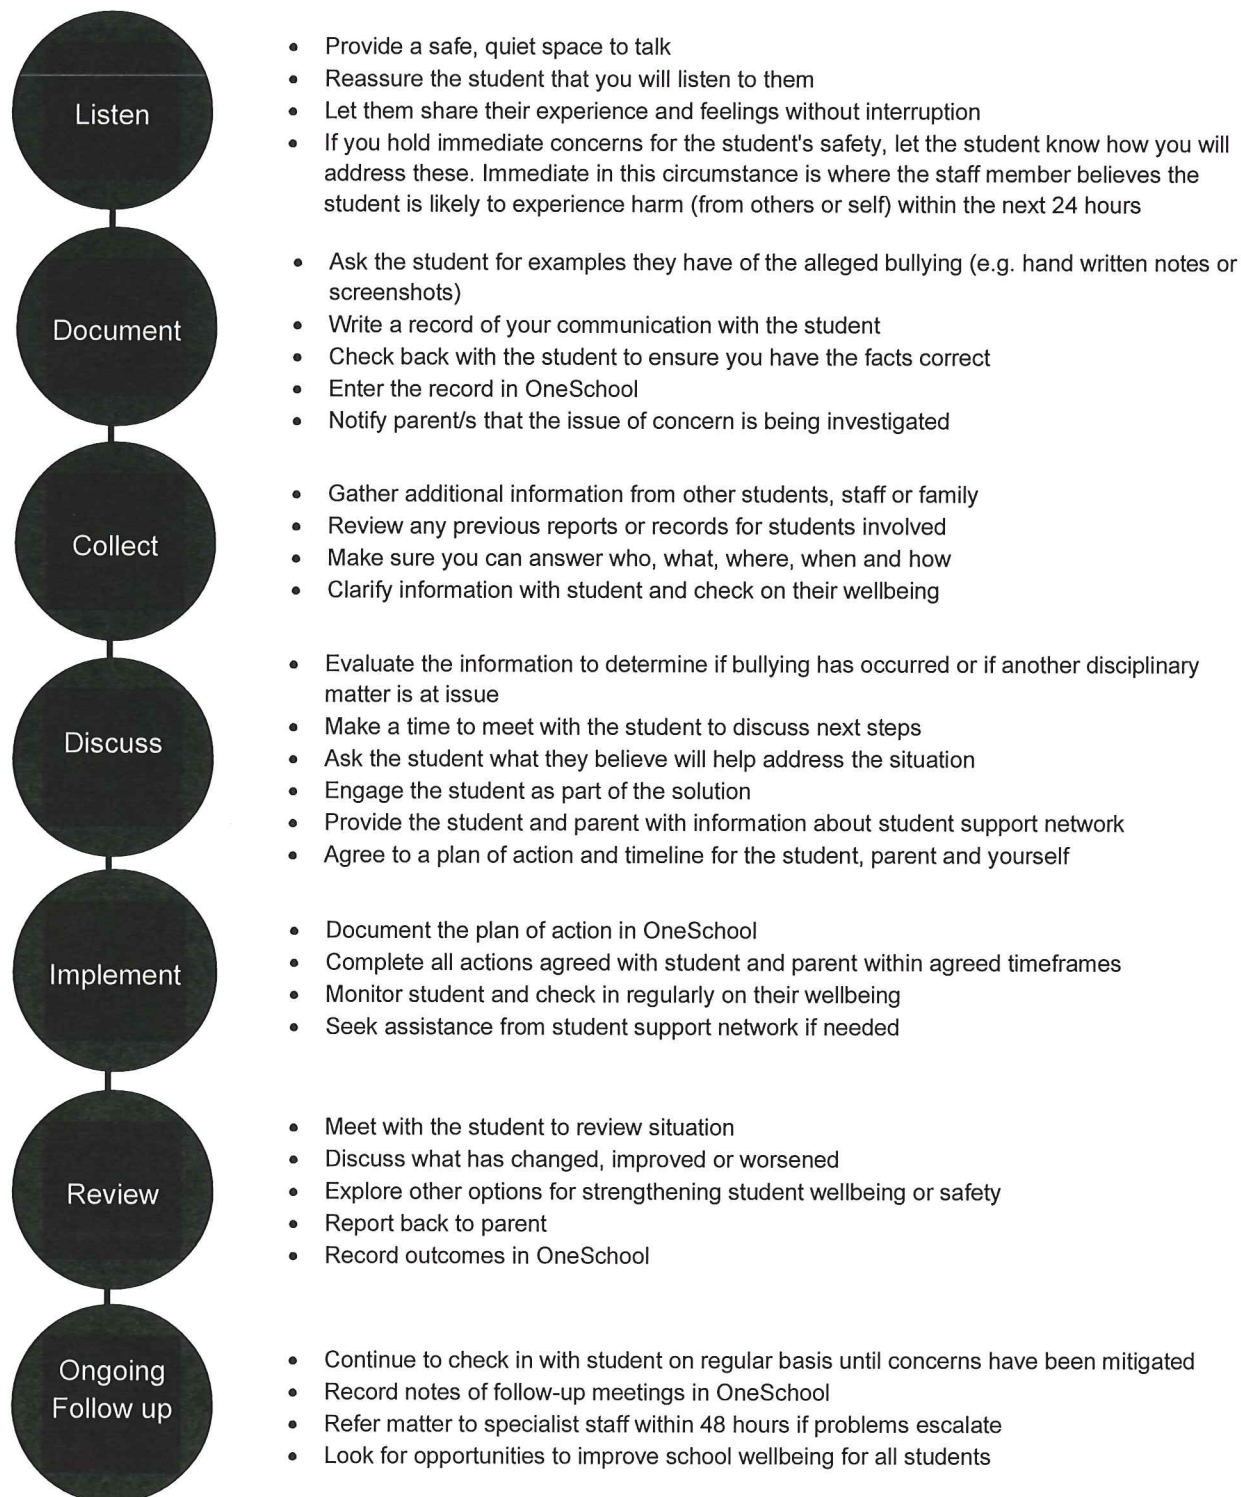 Listen
• Provide a safe, quiet space to talk
• Reassure the student that you will listen to them
• Let them share their experience and feelings without interruption
• If you hold immediate concerns for the student's safety, let the student know how you will
address these. Immediate in this circumstance is where the staff member believes the
student is likely to experience harm (from others or self) within the next 24 hours
Document
• Ask the student for examples they have of the alleged bullying (e.g. hand written notes or
screenshots)
• Write a record of your communication with the student
• Check back with the student to ensure you have the facts correct
• Enter the record in OneSchool
• Notify parent/s that the issue of concern is being investigated
Collect
• Gather additional information from other students, staff or family
• Review any previous reports or records for students involved
• Make sure you can answer who, what, where, when and how
• Clarify information with student and check on their wellbeing
Discuss
• Evaluate the information to determine if bullying has occurred or if another disciplinary
matter is at issue
• Make a time to meet with the student to discuss next steps
• Ask the student what they believe will help address the situation
• Engage the student as part of the solution
• Provide the student and parent with information about student support network
• Agree to a plan of action and timeline for the student, parent and yourself
Implement
• Document the plan of action in OneSchool
• Complete all actions agreed with student and parent within agreed timeframes
• Monitor student and check in regularly on their wellbeing
• Seek assistance from student support network if needed
Review
• Meet with the student to review situation
• Discuss what has changed, improved or worsened
• Explore other options for strengthening student wellbeing or safety
• Report back to parent
• Record outcomes in OneSchool
Ongoing
Follow up
• Continue to check in with student on regular basis until concerns have been mitigated
• Record notes of follow-up meetings in OneSchool
• Refer matter to specialist staff within 48 hours if problems escalate
• Look for opportunities to improve school wellbeing for all students